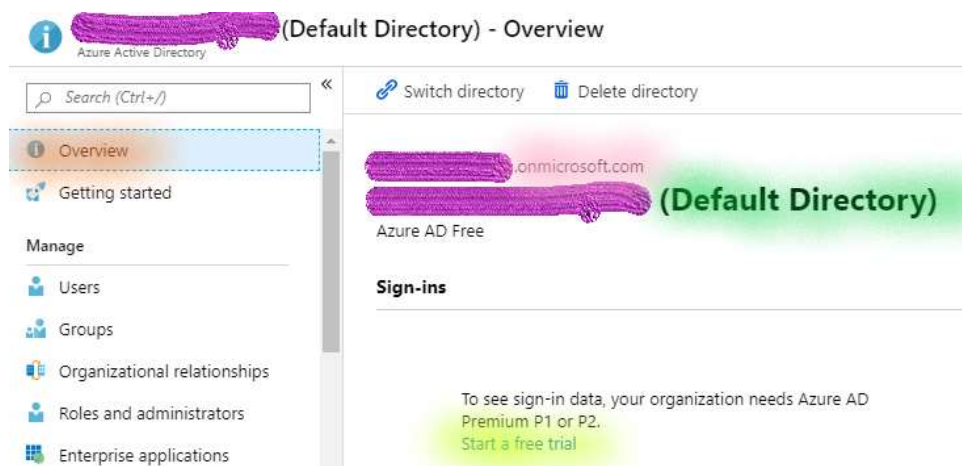 (Default Directory) - Overview
Azure Active Directory
Search (Ctrl+/)
«
Overview
Getting started
Manage
Users
Groups
Organizational relationships
Roles and administrators
Enterprise applications
Switch directory
Delete directory
.onmicrosoft.com
(Default Directory)
Azure AD Free
Sign-ins
To see sign-in data, your organization needs Azure AD
Premium P1 or P2.
Start a free trial